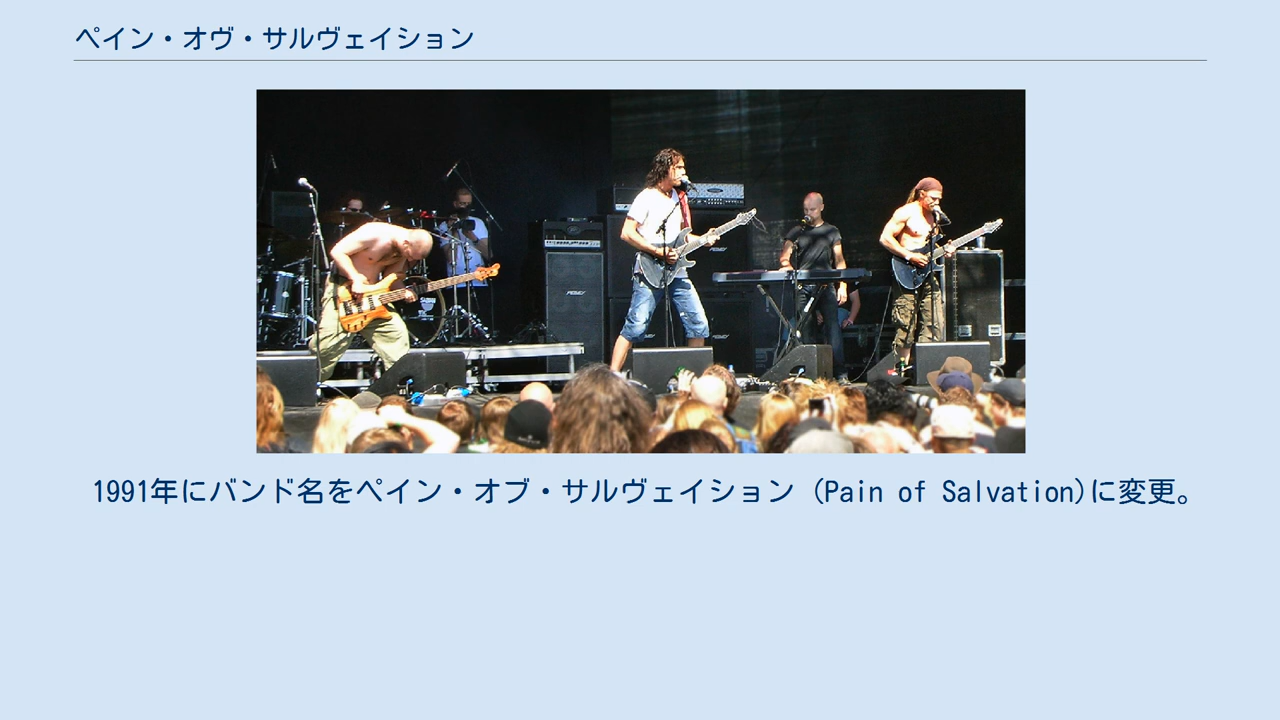 ペイン・オヴ・サルヴェイション
1991年にバンド名をペイン・オブ・サルヴェイション (Pain of Salvation)に変更。